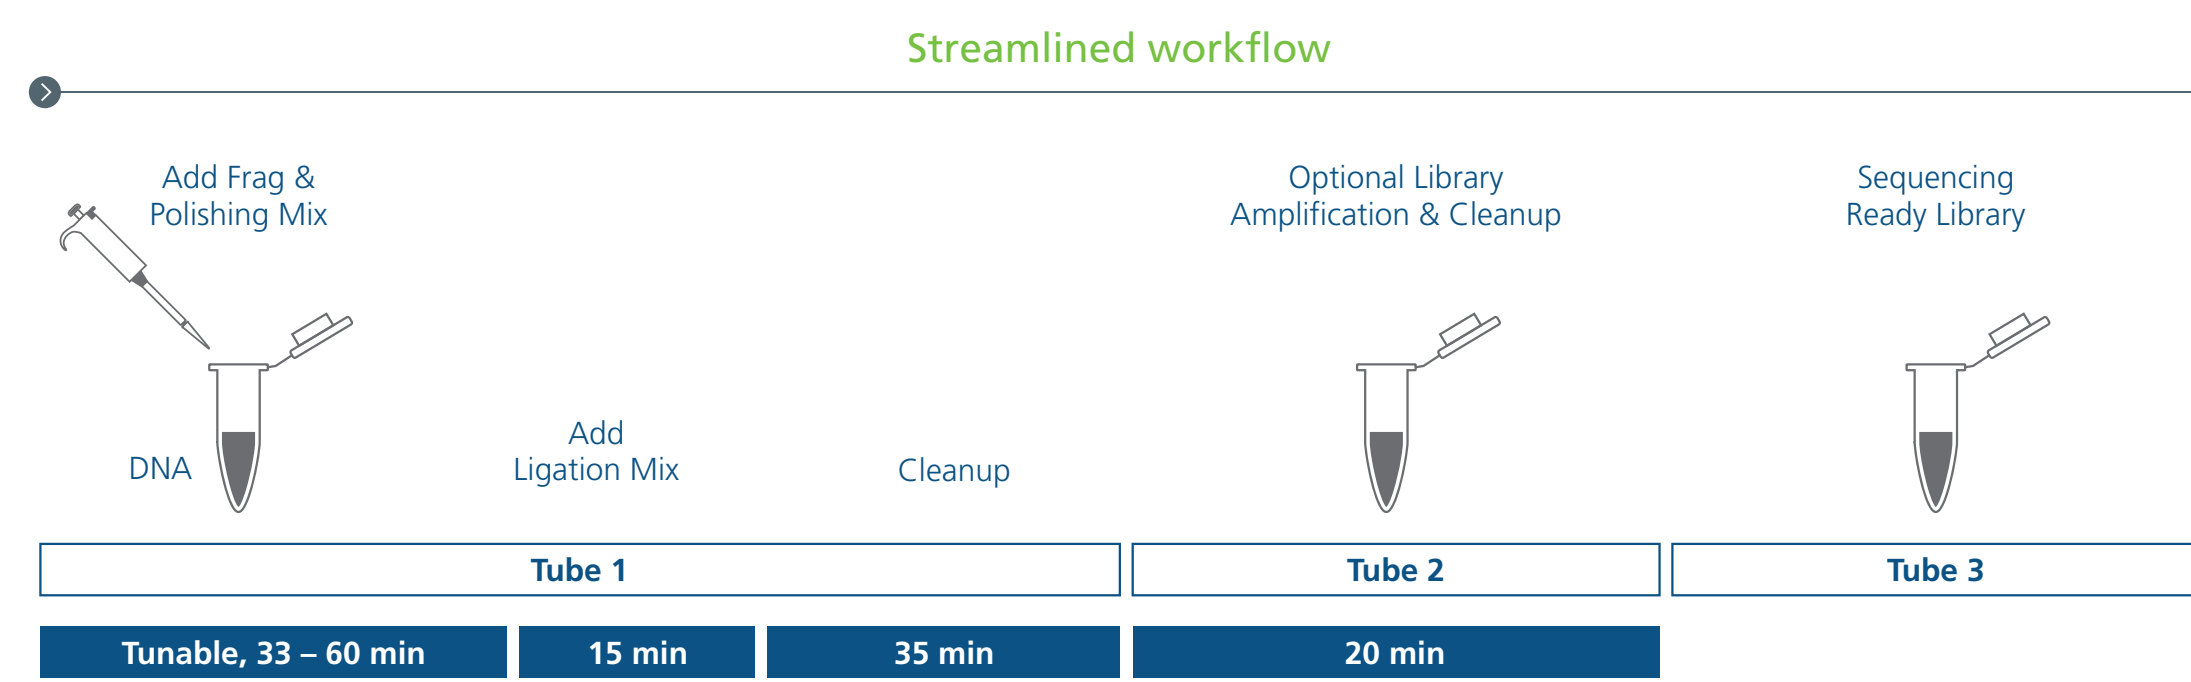 Streamlined workflow
Add Frag &
Polishing Mix
DNA
Add
Ligation Mix
Cleanup
Optional Library
Amplification & Cleanup
Sequencing
Ready Library
Tube 1
Tube 2
Tube 3
Tunable, 33 – 60 min
15 min
35 min
20 min